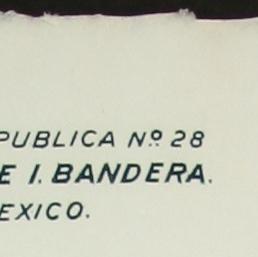 PUBLICA Nº 28
E I. BANDERA.
EXICO.